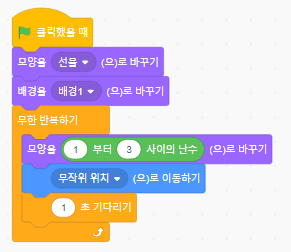 클릭했을 때
모양을 선물 (으)로 바꾸기
배경을 배경1 (으)로 바꾸기
무한 반복하기
모양을 1 부터 3 사이의 난수 (으)로 바꾸기
무작위 위치 (으)로 이동하기
1 초 기다리기